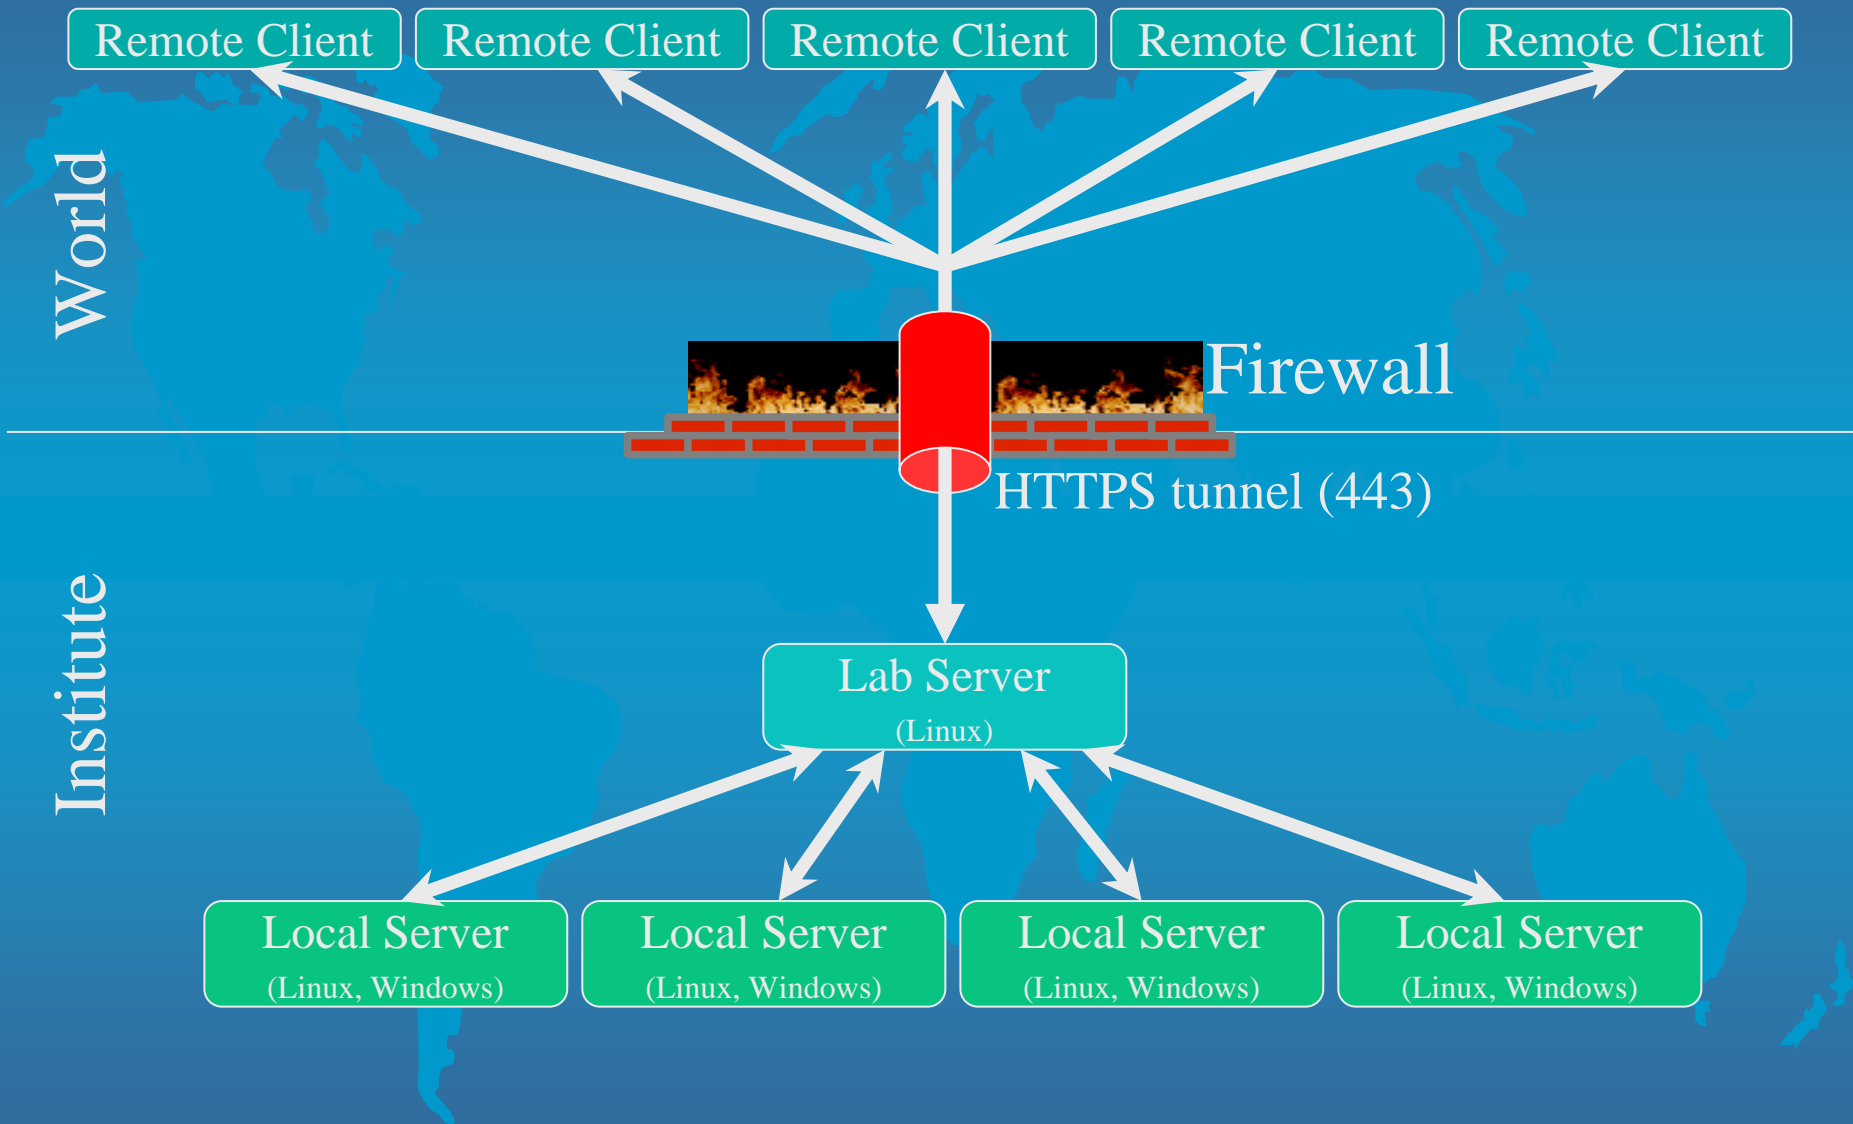 Remote Client
Remote Client
Remote Client
Remote Client
Remote Client
World
Firewall
HTTPS tunnel (443)
Institute
Lab Server
(Linux)
Local Server
(Linux, Windows)
Local Server
(Linux, Windows)
Local Server
(Linux, Windows)
Local Server
(Linux, Windows)